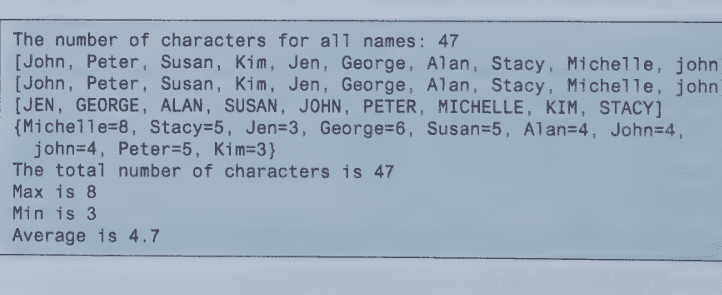 The number of characters for all names: 47
[John, Peter, Susan, Kim, Jen, George, Alan, Stacy, Michelle, john
[John, Peter, Susan, Kim, Jen, George, Alan, Stacy, Michelle, john
[JEN, GEORGE, ALAN, SUSAN, JOHN, PETER, MICHELLE, KIM, STACY]
{Michelle=8, Stacy=5, Jen=3, George=6, Susan=5, Alan=4, John=4,
john=4, Peter=5, Kim=3}
The total number of characters is 47
Max is 8
Min is 3
Average is 4.7